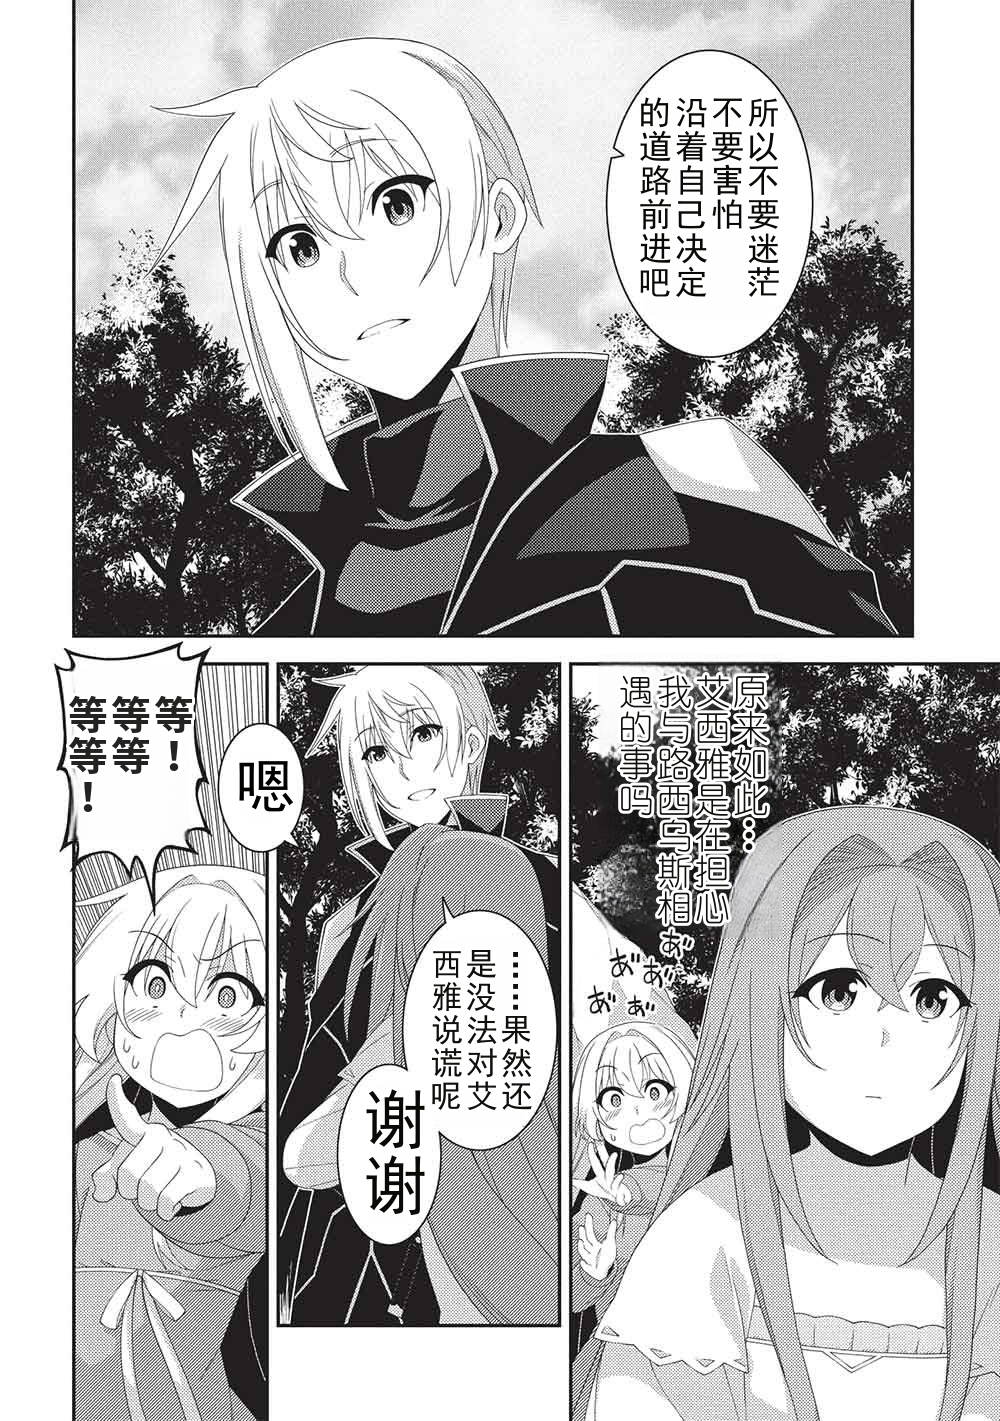 所以不要迷茫
不要害怕
沿着自己决定
的道路前进吧
原来如此…
艾西雅是在担心
我与路西乌斯相
遇的事吗
あぁ
あぁ
あぁ
……果然还
是没法对艾
西雅说谎呢
谢谢
嗯
等！
等等
等等
！